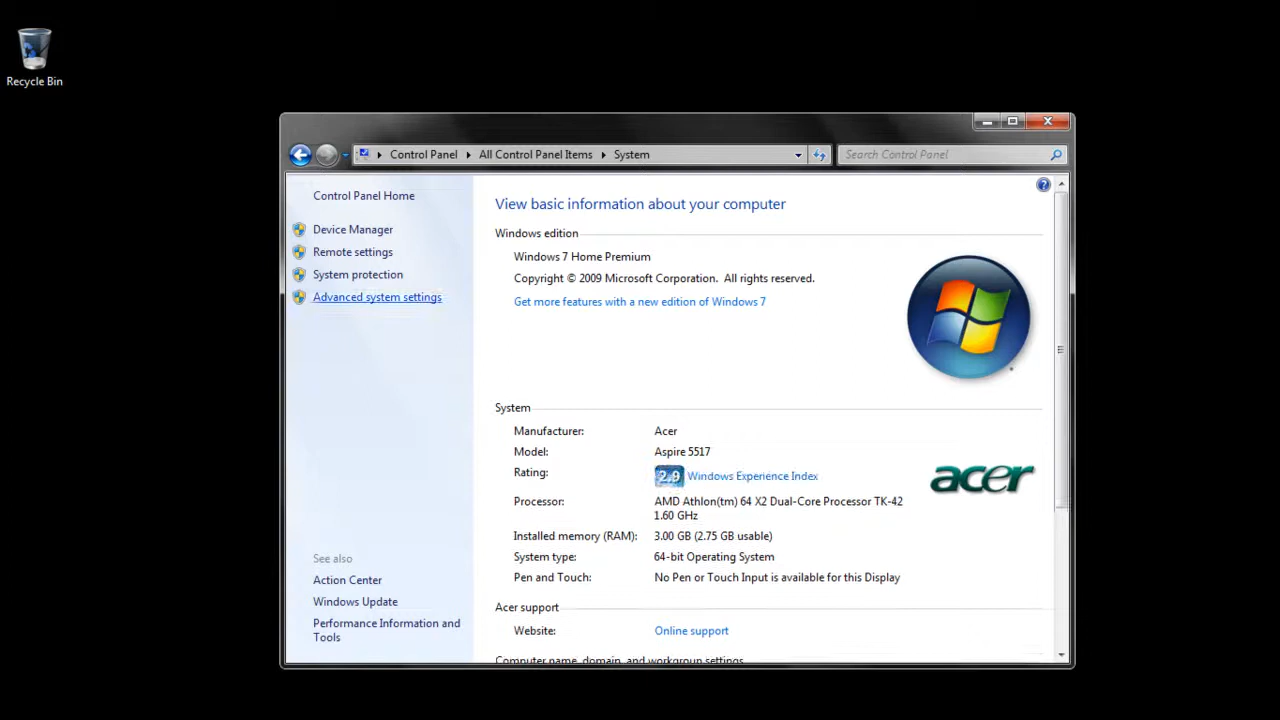 Recycle Bin
Control Panel
All Control Panel Items
System
Search Control Panel
Control Panel Home
Device Manager
Remote settings
System protection
Advanced system settings
See also
Action Center
Windows Update
Performance Information and
Tools
View basic information about your computer
Windows edition
Windows 7 Home Premium
Copyright © 2009 Microsoft Corporation. All rights reserved.
Get more features with a new edition of Windows 7
System
Manufacturer: Acer
Model: Aspire 5517
Rating: 2.9 Windows Experience Index
Processor: AMD Athlon(tm) 64 X2 Dual-Core Processor TK-42
1.60 GHz
acer
Installed memory (RAM): 3.00 GB (2.75 GB usable)
System type: 64-bit Operating System
Pen and Touch: No Pen or Touch Input is available for this Display
Acer support
Website: Online support
Computer name, domain, and workgroup settings